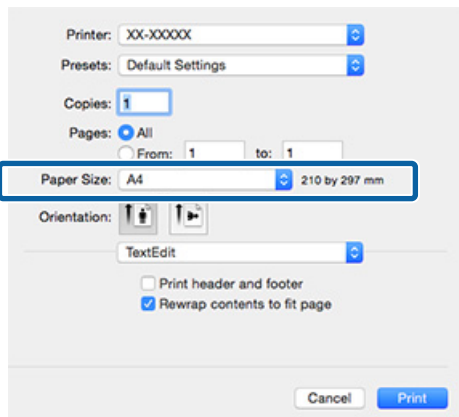 Printer: XX-XXXXX
Presets: Default Settings
Copies: 1
Pages: All
From: 1 to: 1
Paper Size: A4 210 by 297 mm
Orientation:
TextEdit
Print header and footer
Rewrap contents to fit page
Cancel Print